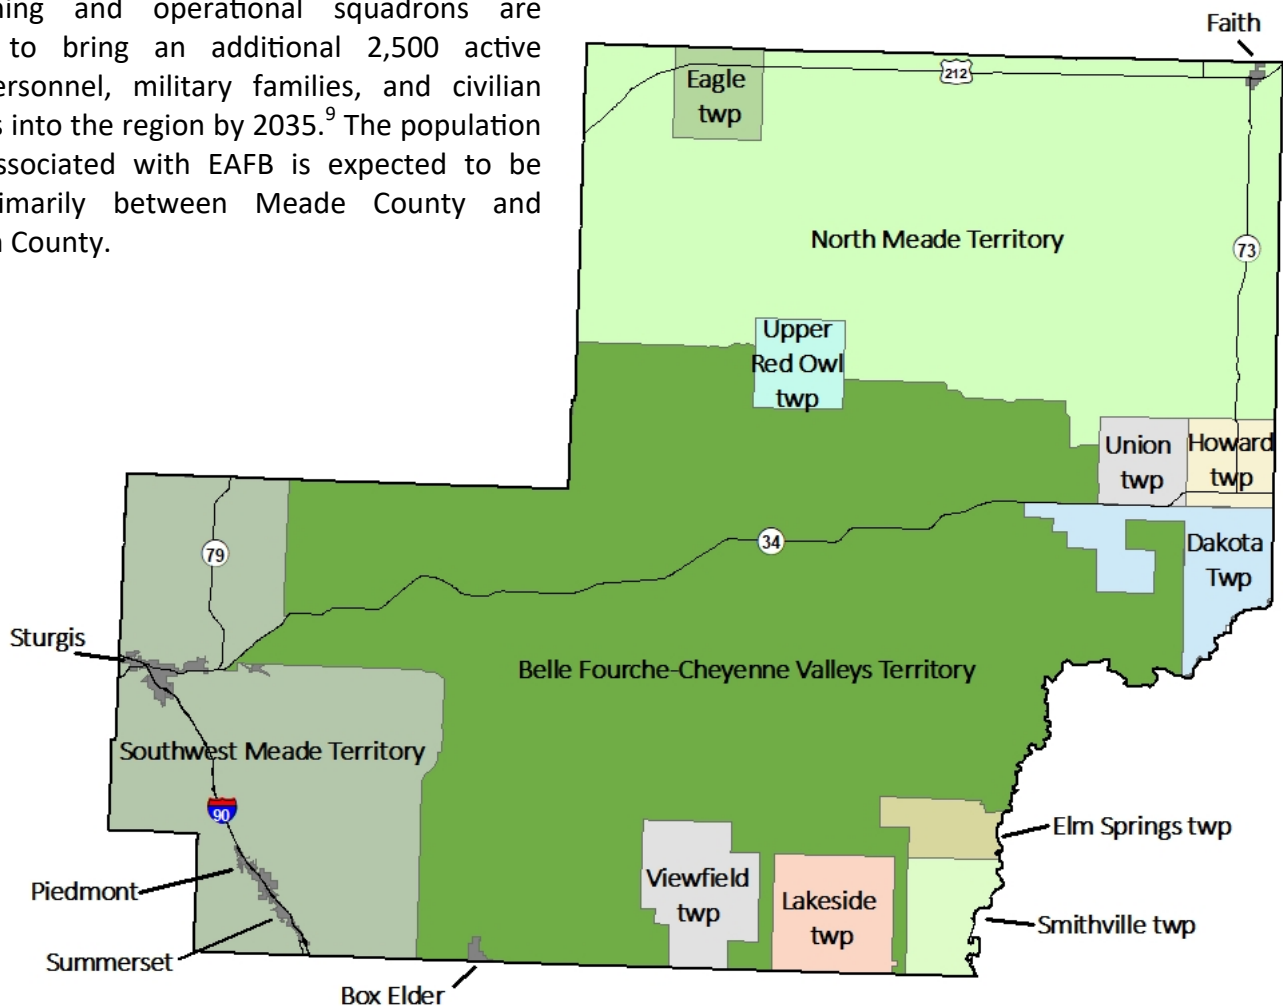 and operational squadrons are
to bring an additional 2,500 active
military families, and civilian
into the region by 2035.⁹ The population
with EAFB is expected to be
between Meade County and
County.
Faith
212
Eagle
twp
North Meade Territory
73
Upper
Red Owl
twp
Union
twp
Howard
twp
79
34
Dakota
Twp
Sturgis
Belle Fourche-Cheyenne Valleys Territory
Southwest Meade Territory
90
Elm Springs twp
Piedmont
Viewfield
twp
Lakeside
twp
Smithville twp
Summerset
Box Elder